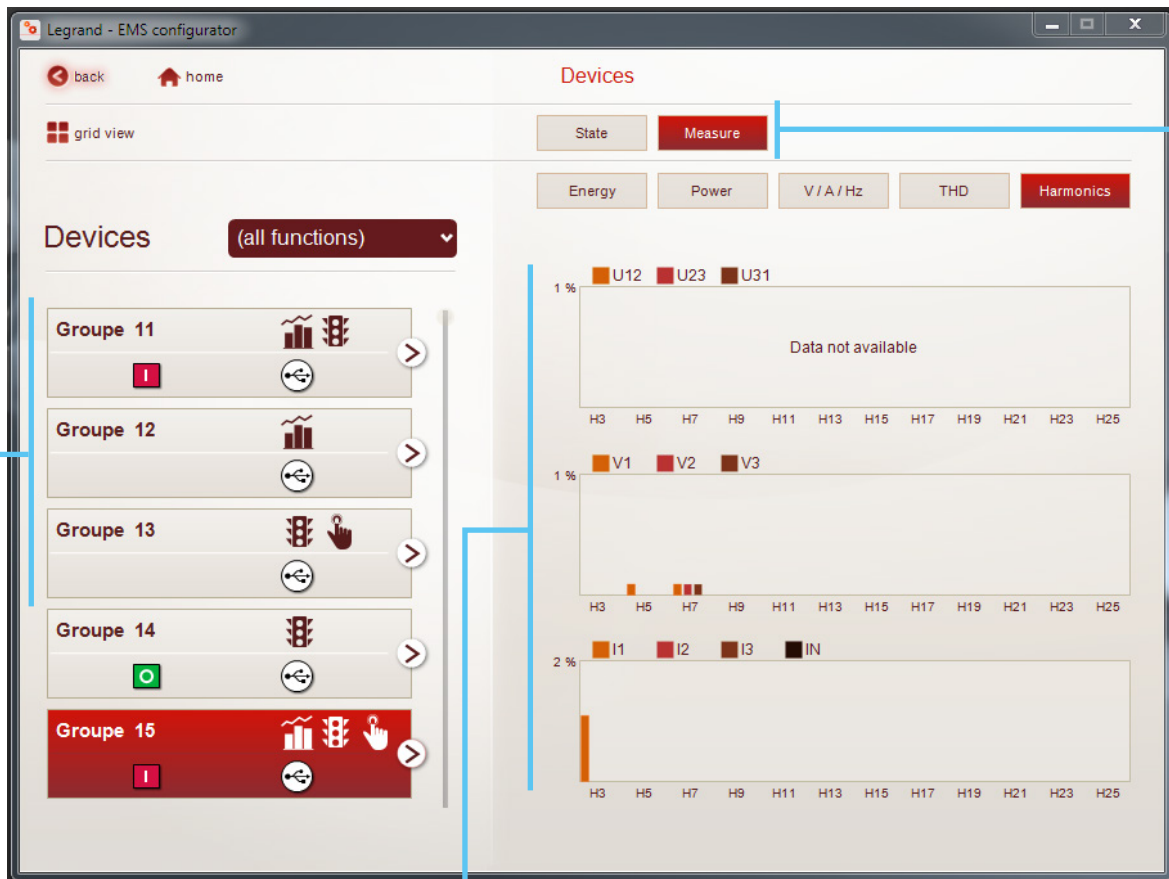 Legrand - EMS configurator
back home Devices
grid view State Measure
Energy Power V / A / Hz THD Harmonics
Devices (all functions)
Groupe 11
I
Groupe 12
Groupe 13
Groupe 14
O
Groupe 15
I
U12 U23 U31
1 %
Data not available
H3 H5 H7 H9 H11 H13 H15 H17 H19 H21 H23 H25
V1 V2 V3
1 %
H3 H5 H7 H9 H11 H13 H15 H17 H19 H21 H23 H25
I1 I2 I3 IN
2 %
H3 H5 H7 H9 H11 H13 H15 H17 H19 H21 H23 H25